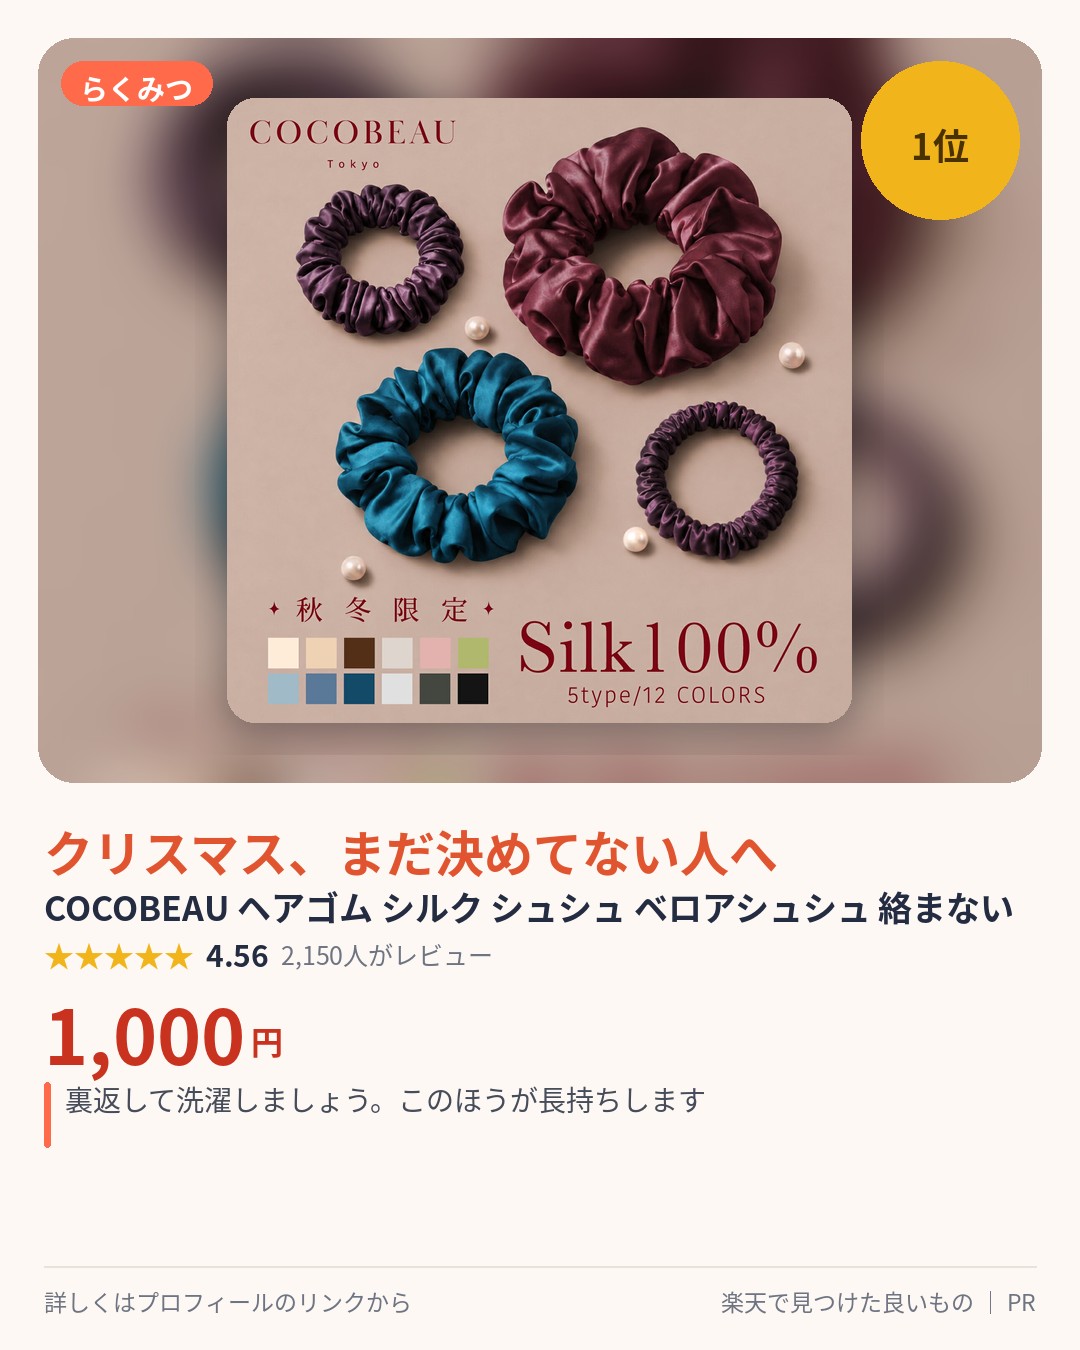 らくみつ
1位
COCOBEAU
Tokyo
秋冬限定
Silk100%
5type/12 COLORS
クリスマス、まだ決めてない人へ
COCOBEAU ヘアゴム シルク シュシュ ベロアシュシュ 絡まない
★★★★★ 4.56 2,150人がレビュー
1,000円
裏返して洗濯しましょう。このほうが長持ちします
詳しくはプロフィールのリンクから
楽天で見つけた良いもの｜PR